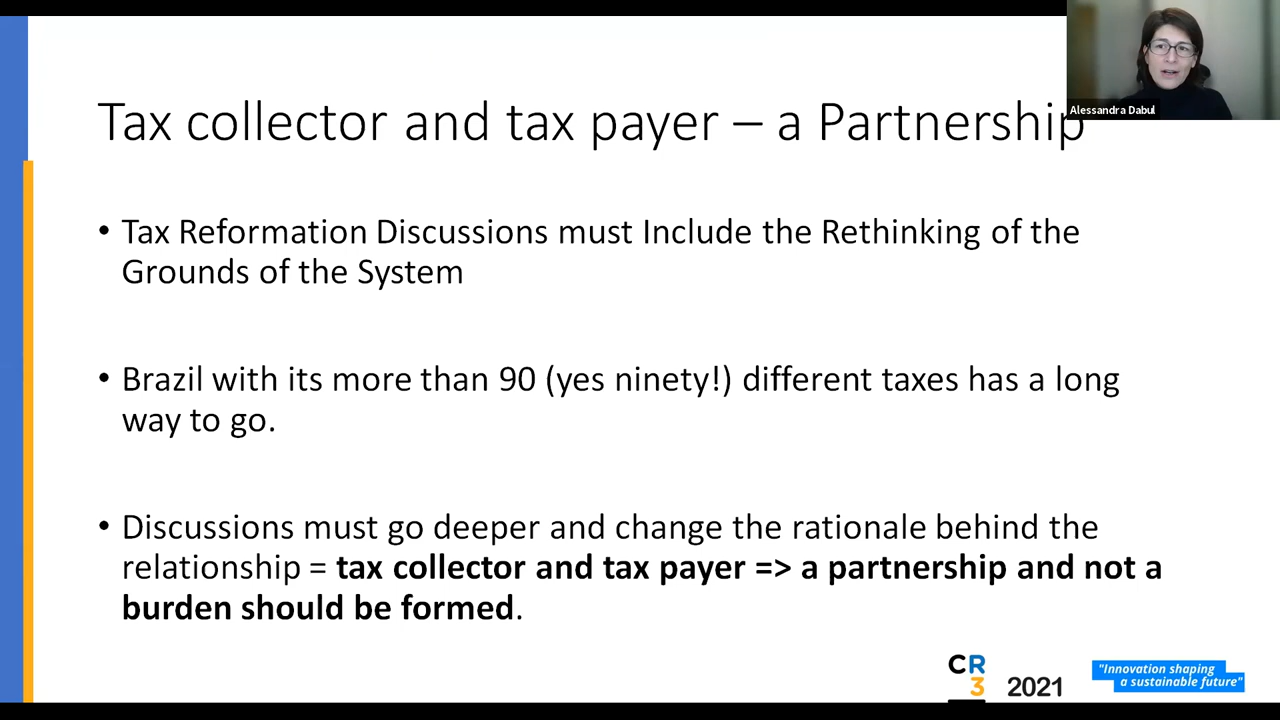 Alessandra Dabul
Tax collector and tax payer – a Partnership
• Tax Reformation Discussions must Include the Rethinking of the
Grounds of the System
• Brazil with its more than 90 (yes ninety!) different taxes has a long
way to go.
• Discussions must go deeper and change the rationale behind the
relationship = tax collector and tax payer => a partnership and not a
burden should be formed.
CR
3
2021
"Innovation shaping
a sustainable future"